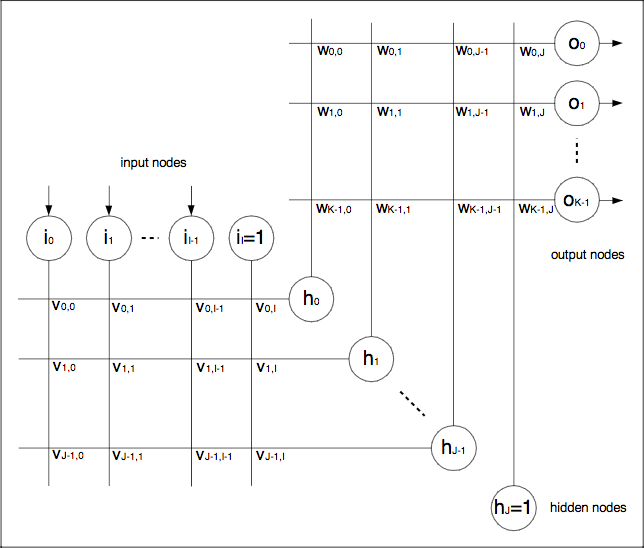 W0,0 W0,1 W0,J-1 W0,J O0
W1,0 W1,1 W1,J-1 W1,J O1
input nodes
WK-1,0 WK-1,1 WK-1,J-1 WK-1,J OK-1
i0 i1 iI-1 iI=1
output nodes
V0,0 V0,1 V0,I-1 V0,I h0
V1,0 V1,1 V1,I-1 V1,I h1
VJ-1,0 VJ-1,1 VJ-1,I-1 VJ-1,I hJ-1
hJ=1 hidden nodes